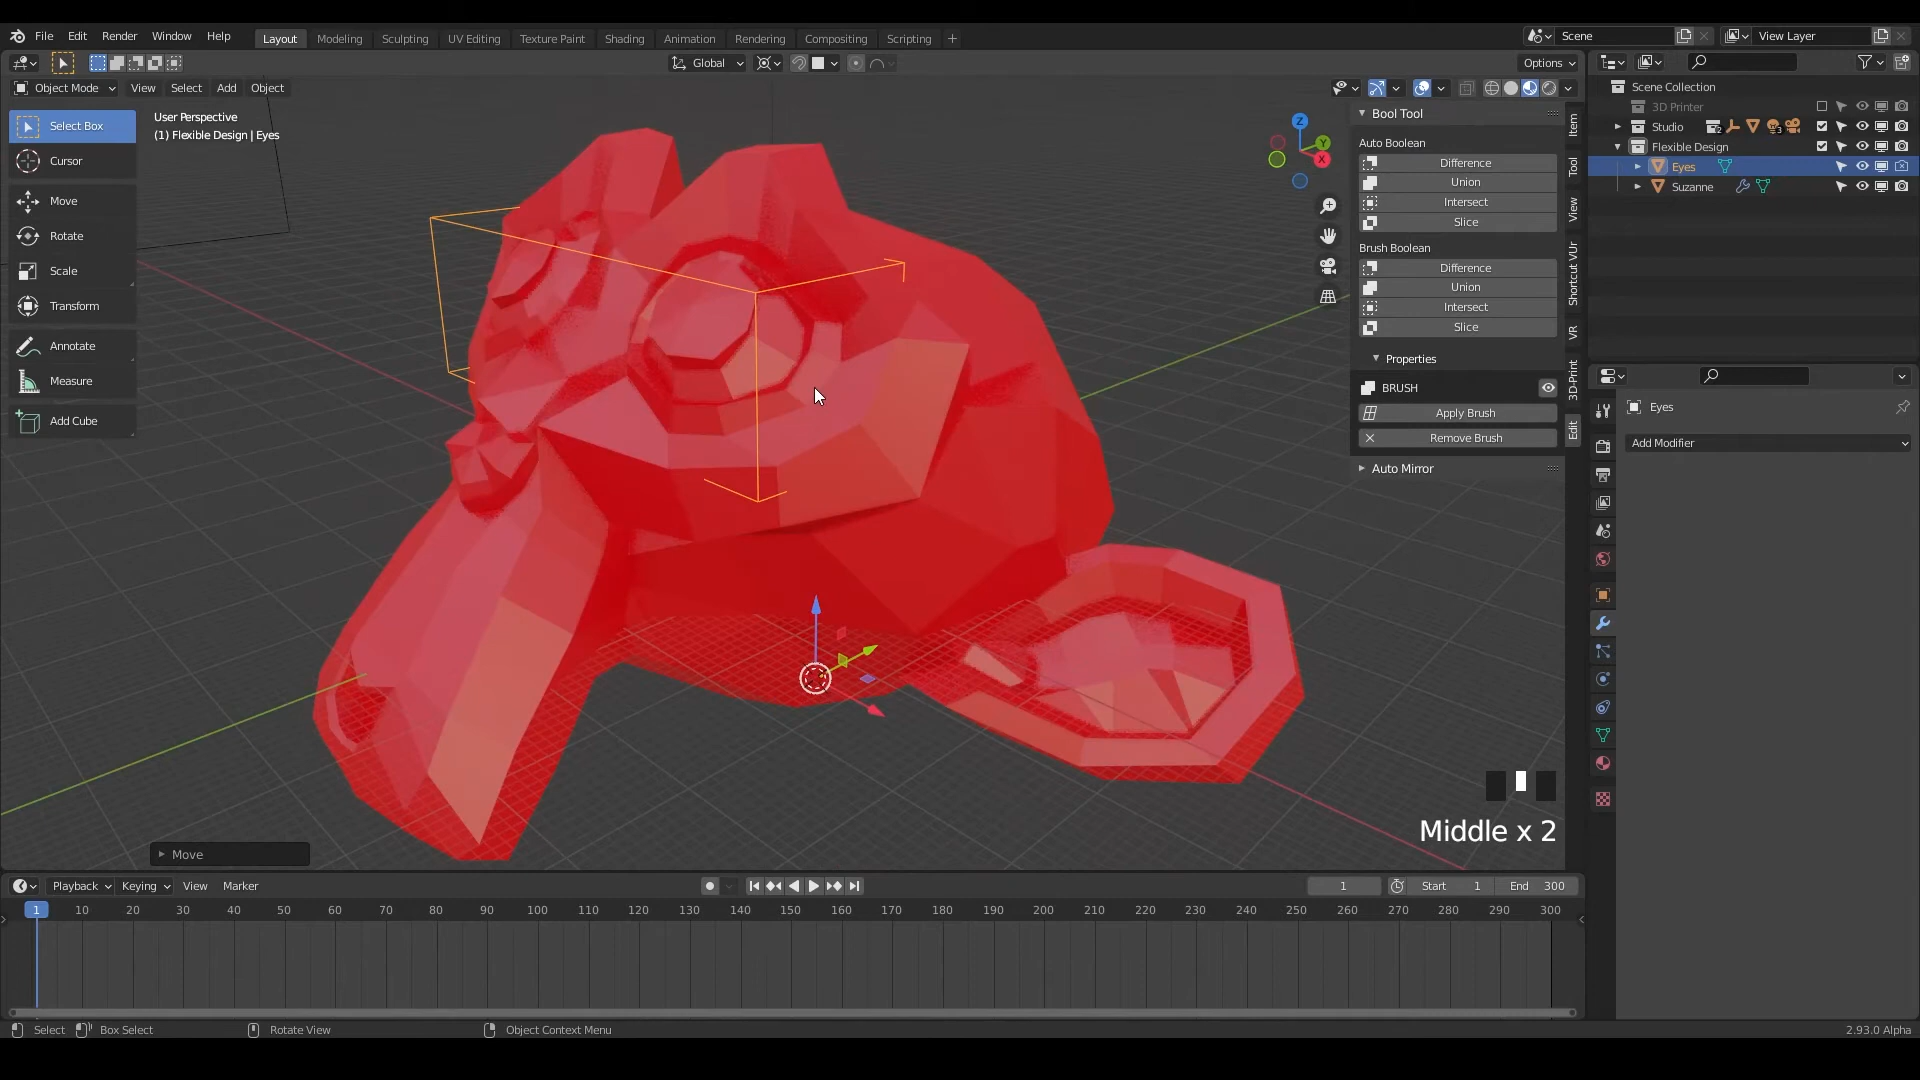 File Edit Render Window Help
Layout Modeling Sculpting UV Editing Texture Paint Shading Animation Rendering Compositing Scripting +
Scene
View Layer
Global
Options
Object Mode View Select Add Object
User Perspective
(1) Flexible Design | Eyes
Select Box
Cursor
Move
Rotate
Scale
Transform
Annotate
Measure
Add Cube
Z
Y
X
Bool Tool
Auto Boolean
Difference
Union
Intersect
Slice
Brush Boolean
Difference
Union
Intersect
Slice
Properties
BRUSH
Apply Brush
Remove Brush
Auto Mirror
Item
Tool
View
Shortcut VUr
VR
3D-Print
Edit
Scene Collection
3D Printer
Studio 2 3
Flexible Design
Eyes
Suzanne
Eyes
Add Modifier
Middle x 2
Move
Playback Keying View Marker
1 Start 1 End 300
1 10 20 30 40 50 60 70 80 90 100 110 120 130 140 150 160 170 180 190 200 210 220 230 240 250 260 270 280 290 300
Select Box Select Rotate View Object Context Menu
2.93.0 Alpha